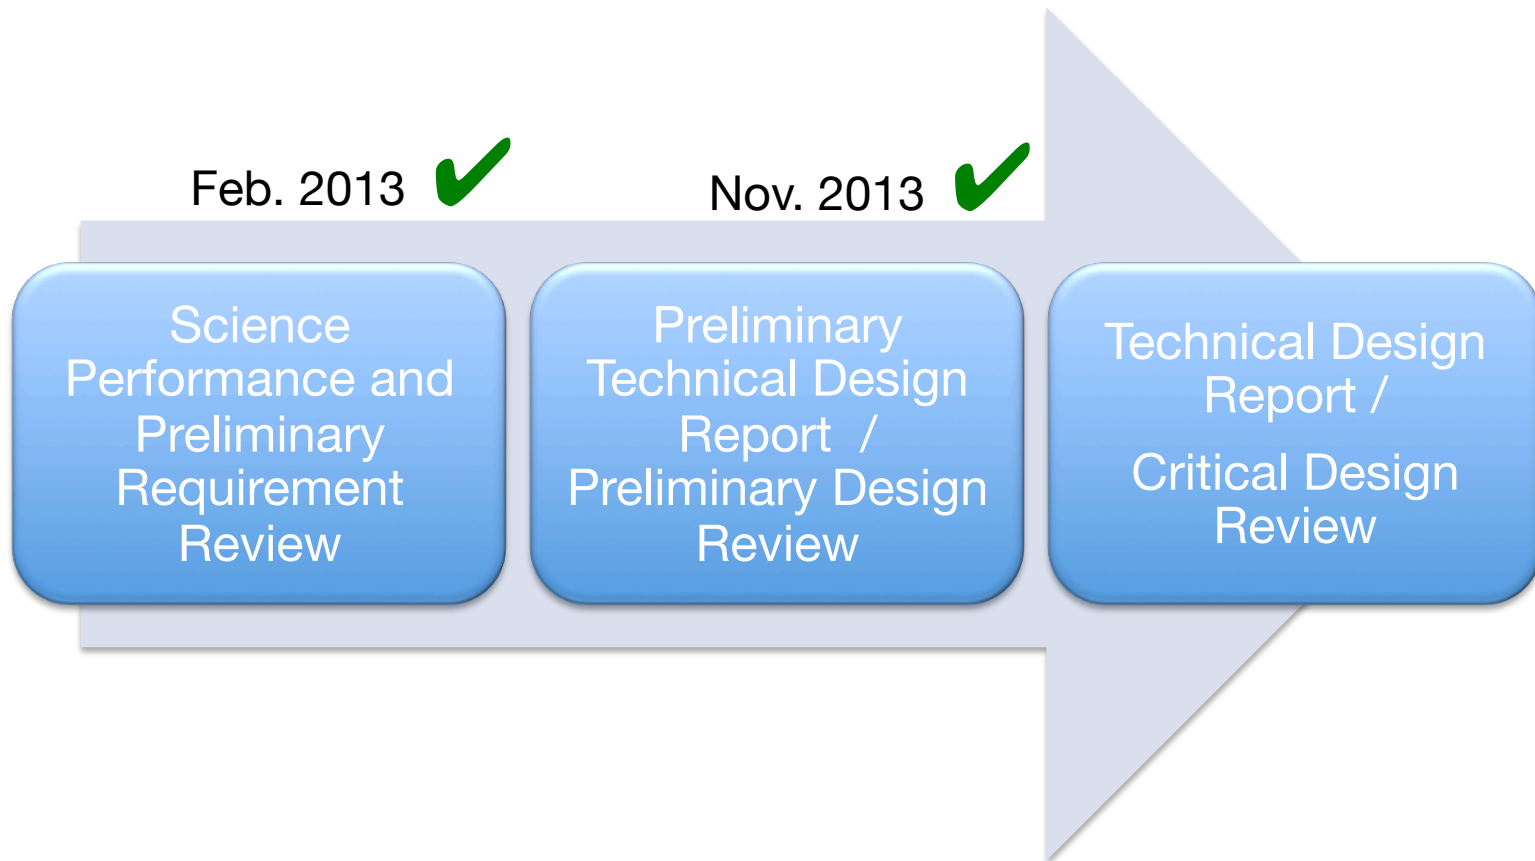 Feb. 2013
Nov. 2013
Science
Performance and
Preliminary
Requirement
Review
Preliminary
Technical Design
Report /
Preliminary Design
Review
Technical Design
Report /
Critical Design
Review